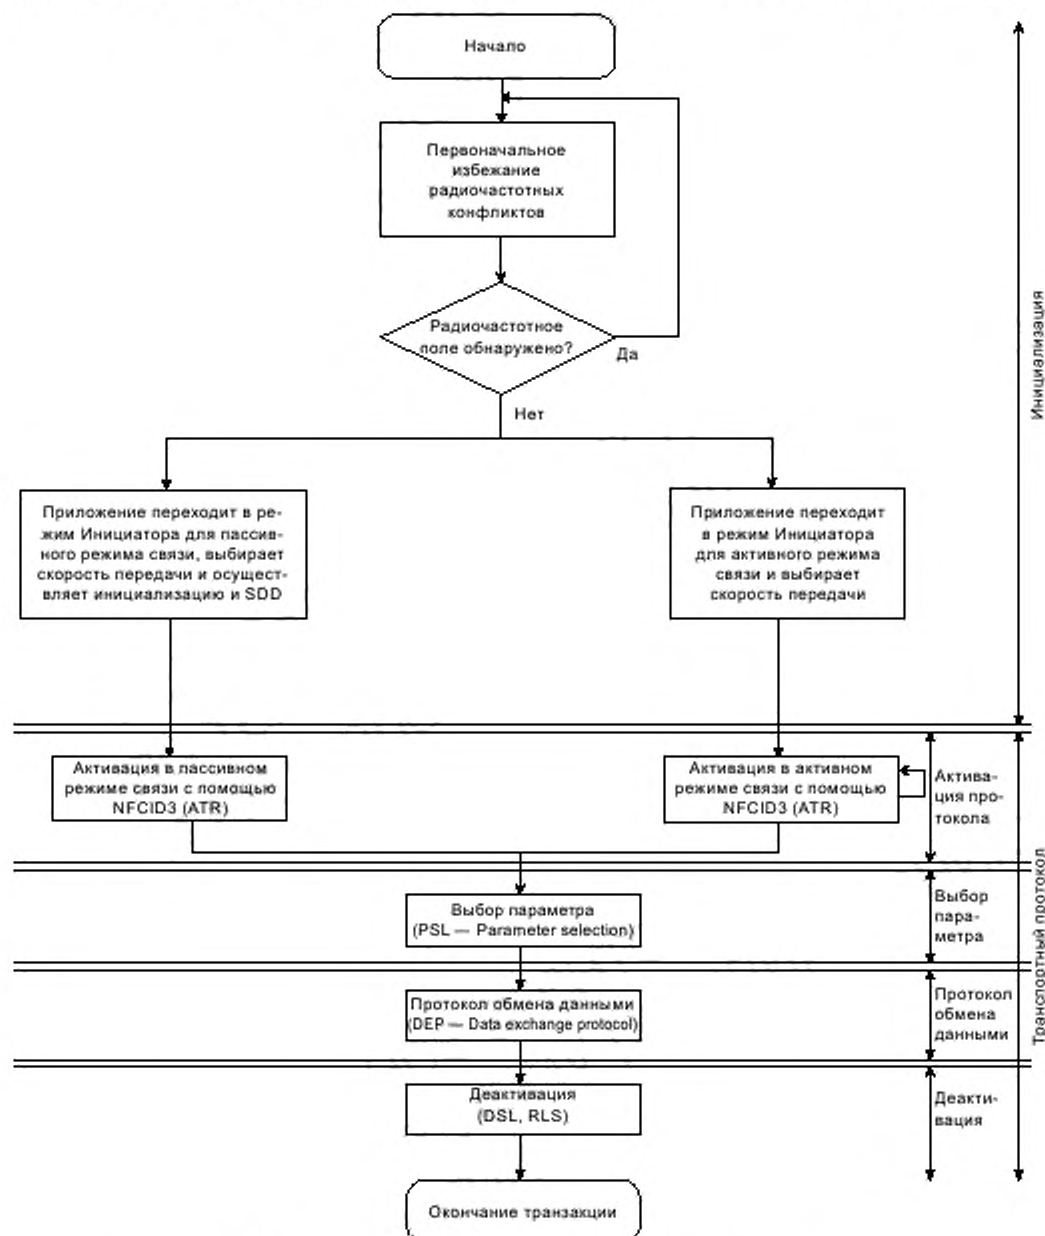 Начало
Первоначальное
избежание
радиочастотных
конфликтов
Радиочастотное
поле обнаружено?
Да
Нет
Инициализация
Приложение переходит в ре-
жим Инициатора для пассив-
ного режима связи, выбирает
скорость передачи и осущест-
вляет инициализацию и SDD
Приложение переходит
в режим Инициатора
для активного режима
связи и выбирает
скорость передачи
Активация в пассивном
режиме связи с помощью
NFCID3 (ATR)
Активация в активном
режиме связи с помощью
NFCID3 (ATR)
Актива-
ция про-
токола
Транспортный протокол
Выбор параметра
(PSL — Parameter selection)
Выбор
пара-
метра
Протокол обмена данными
(DEP — Data exchange protocol)
Протокол
обмена
данными
Деактивация
(DSL, RLS)
Деакти-
вация
Окончание транзакции